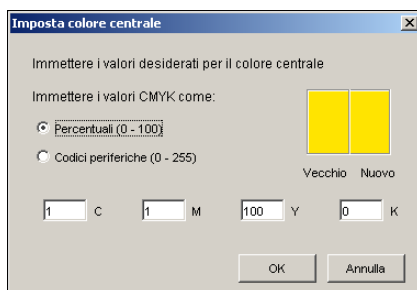 Imposta colore centrale
Immettere i valori desiderati per il colore centrale
Immettere i valori CMYK come:
Percentuali (0 - 100)
Codici periferiche (0 - 255)
Vecchio Nuovo
1 C 1 M 100 Y 0 K
OK Annulla